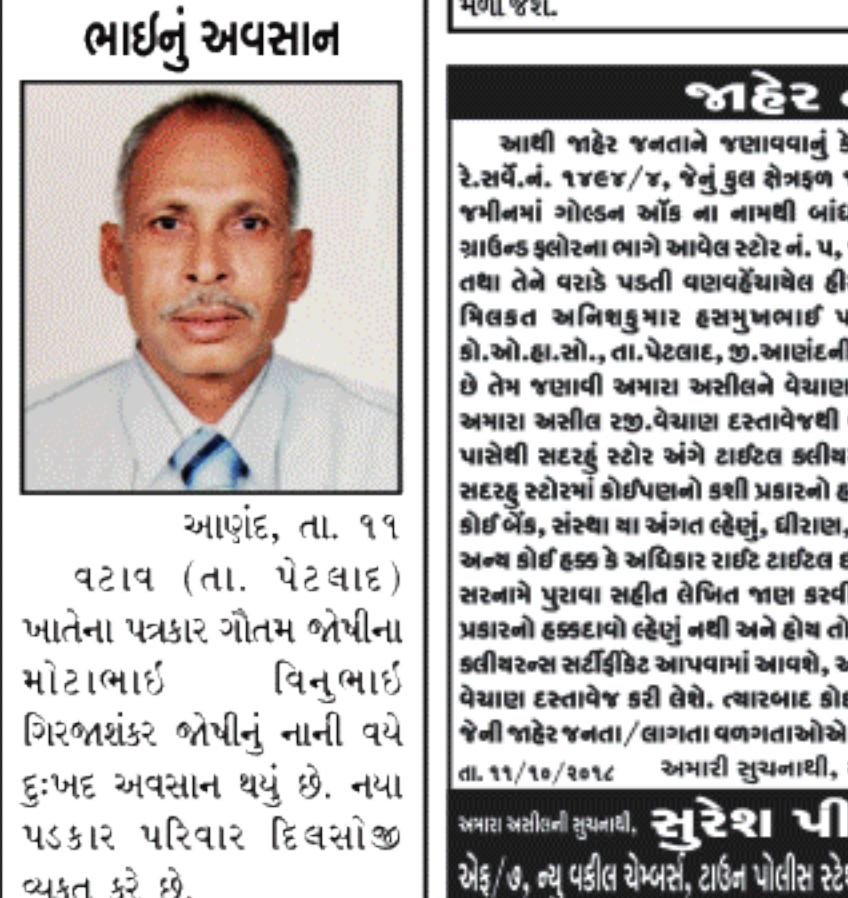 ભાઈનું અવસાન
આણંદ, તા. ૧૧
વટાવ (તા. પેટલાદ)
ખાતેના પત્રકાર ગૌતમ જોષીના
મોટાભાઈ વિનુભાઈ
ગિરજાશંકર જોષીનું નાની વયે
દુઃખદ અવસાન થયું છે. નયા
પડકાર પરિવાર દિલસોજી
વ્યકત કરે છે.
મળી જશે.
જાહેર
આથી જાહેર જનતાને જણાવવાનું કે
રે.સર્વે.નં. ૧૪૯૪/૪, જેનું કુલ ક્ષેત્રફળ
જમીનમાં ગોલ્ડન ઑક ના નામથી
ગ્રાઉન્ડ ફ્લોરના ભાગે આવેલ સ્ટોર નં. ૫,
તથા તેને વરાડે પડતી વણવહેંચાયેલ
મિલકત અનિશકુમાર હસમુખભાઈ
કો.ઓ.હા.સો., તા.પેટલાદ, જી.આણંદની
છે તેમ જણાવી અમારા અસીલને વેચાણ
અમારા અસીલ રજી.વેચાણ દસ્તાવેજથી
પાસેથી સદરહું સ્ટોર અંગે ટાઈટલ
સદરહુ સ્ટોરમાં કોઈપણનો કશી પ્રકારનો
કોઈ બેંક, સંસ્થા યા અંગત લ્હેણું, ધીરાણ,
અન્ય કોઈ હક્ક કે અધિકાર રાઈટ ટાઈટલ
સરનામે પુરાવા સહીત લેખિત જાણ કરવી
પ્રકારનો હક્કદાવો લ્હેણું નથી અને હોય તો
ક્લીયરન્સ સર્ટીફીકેટ આપવામાં આવશે,
વેચાણ દસ્તાવેજ કરી લેશે. ત્યારબાદ
જેની જાહેર જનતા/લાગતા વળગતાઓએ
તા. ૧૧/૧૦/૨૦૧૮ અમારી સુચનાથી,
અમારા અસીલની સુચનાથી, સુરેશ પી
એફ/૭, ન્યુ વકીલ ચેમ્બર્સ, ટાઉન પોલીસ